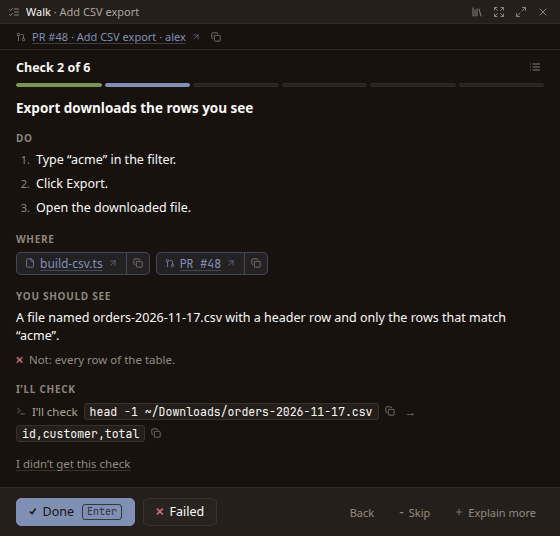 Walk · Add CSV export
PR #48 · Add CSV export · alex
Check 2 of 6
Export downloads the rows you see
DO
1. Type “acme” in the filter.
2. Click Export.
3. Open the downloaded file.
WHERE
build-csv.ts PR #48
YOU SHOULD SEE
A file named orders-2026-11-17.csv with a header row and only the rows that match
“acme”.
× Not: every row of the table.
I’LL CHECK
I’ll check head -1 ~/Downloads/orders-2026-11-17.csv →
id,customer,total
I didn’t get this check
✓ Done Enter × Failed Back - Skip + Explain more